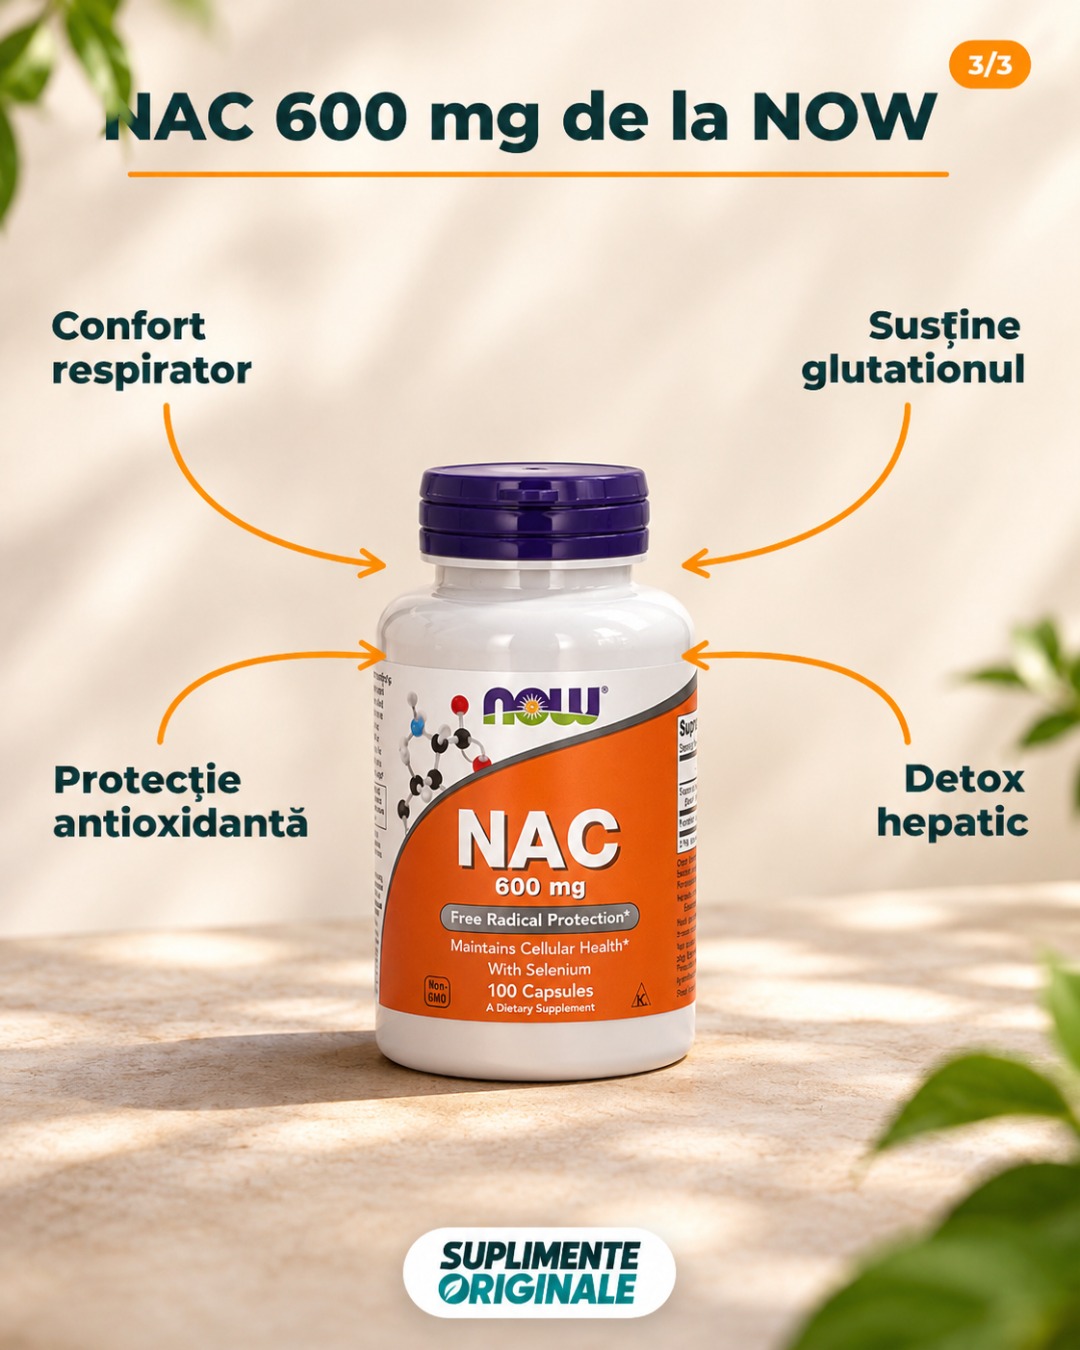 3/3
NAC 600 mg de la NOW
Confort
respirator
Susține
glutationul
Protecție
antioxidantă
Detox
hepatic
NOW®
NAC
600 mg
Free Radical Protection*
Maintains Cellular Health*
With Selenium
100 Capsules
A Dietary Supplement
Non-
GMO
K
SUPLIMENTE
ORIGINALE